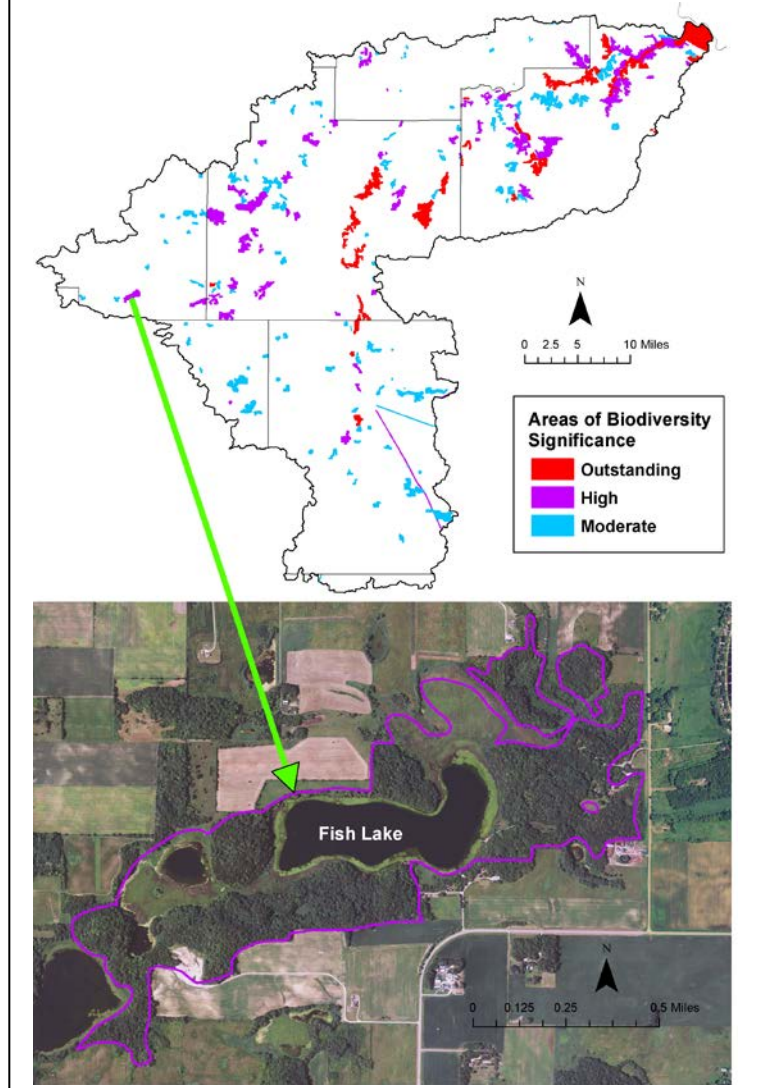 N
0 2.5 5 10 Miles
Areas of Biodiversity
Significance
Outstanding
High
Moderate
Fish Lake
N
0 0.125 0.25 0.5 Miles